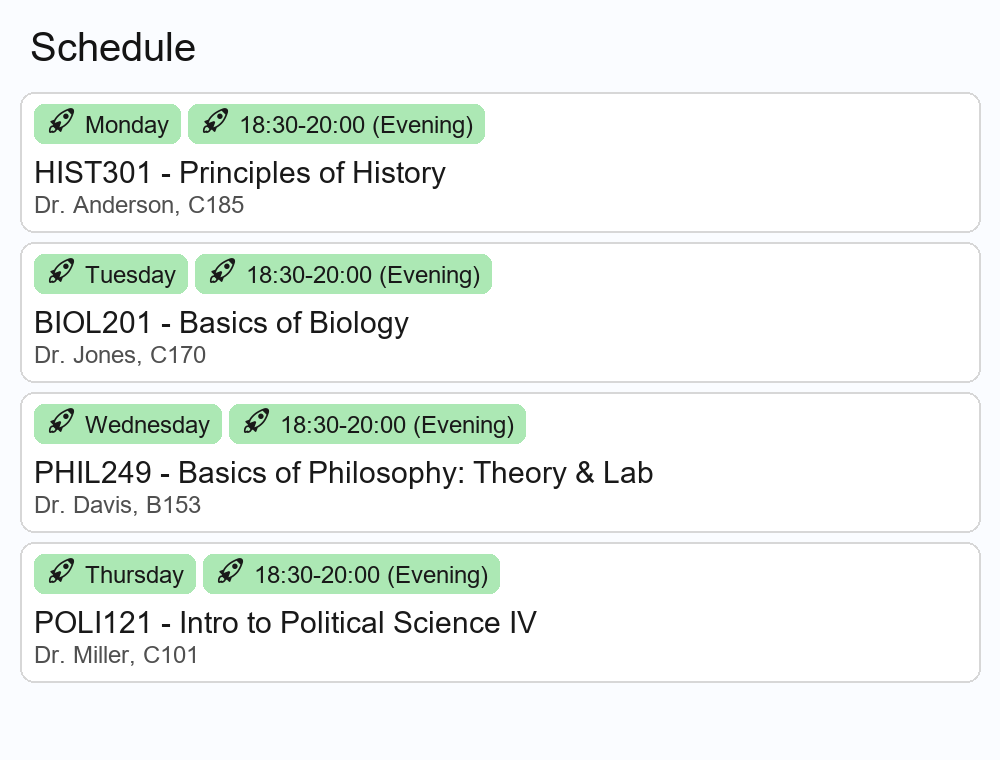 Schedule
Monday 18:30-20:00 (Evening)
HIST301 - Principles of History
Dr. Anderson, C185
Tuesday 18:30-20:00 (Evening)
BIOL201 - Basics of Biology
Dr. Jones, C170
Wednesday 18:30-20:00 (Evening)
PHIL249 - Basics of Philosophy: Theory & Lab
Dr. Davis, B153
Thursday 18:30-20:00 (Evening)
POLI121 - Intro to Political Science IV
Dr. Miller, C101